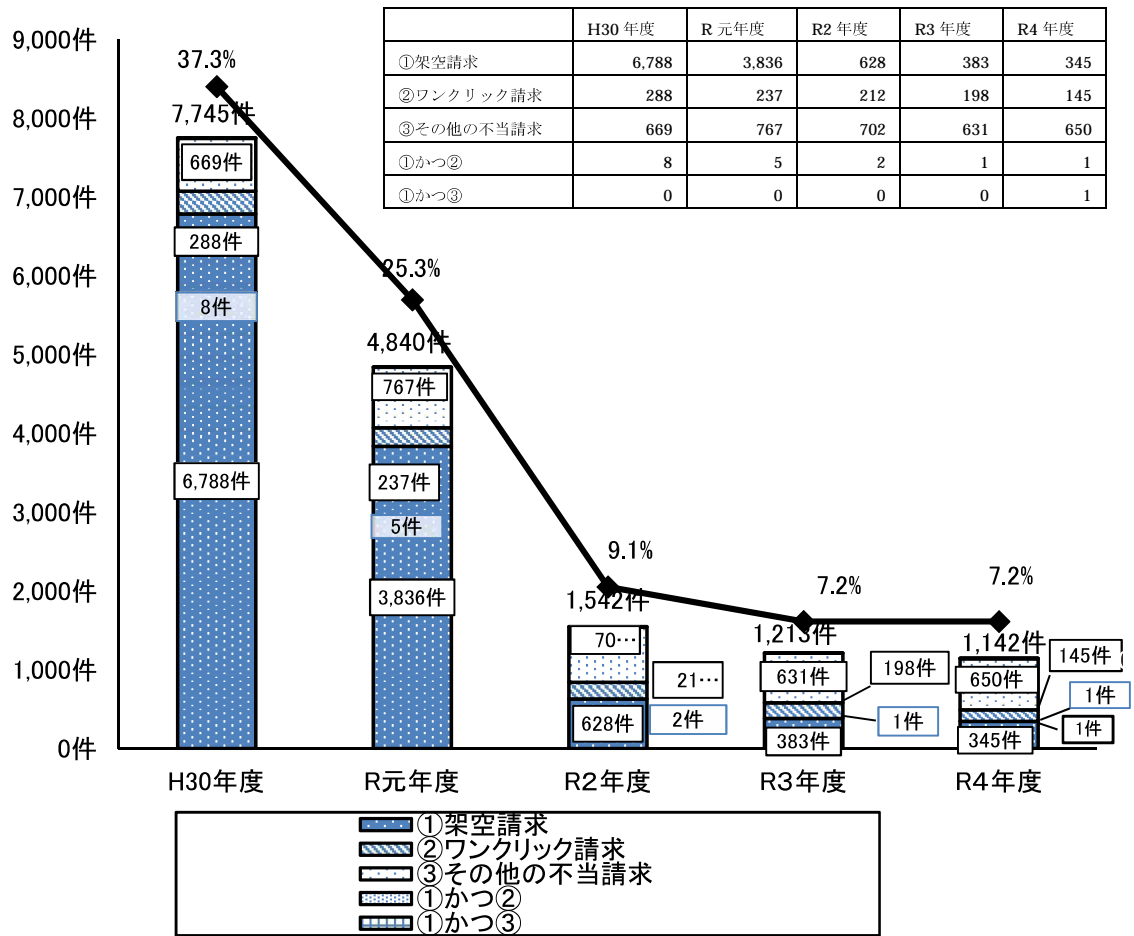 H30 年度 R 元年度 R2 年度 R3 年度 R4 年度
①架空請求 6,788 3,836 628 383 345
②ワンクリック請求 288 237 212 198 145
③その他の不当請求 669 767 702 631 650
①かつ② 8 5 2 1 1
①かつ③ 0 0 0 0 1
9,000件
8,000件
7,000件
6,000件
5,000件
4,000件
3,000件
2,000件
1,000件
0件
37.3%
7,745件
669件
288件
8件
6,788件
25.3%
4,840件
767件
237件
5件
3,836件
9.1%
1,542件
70…
21…
2件
628件
7.2%
1,213件
631件
198件
1件
383件
7.2%
1,142件
650件
145件
1件
1件
345件
H30年度 R元年度 R2年度 R3年度 R4年度
①架空請求
②ワンクリック請求
③その他の不当請求
①かつ②
①かつ③